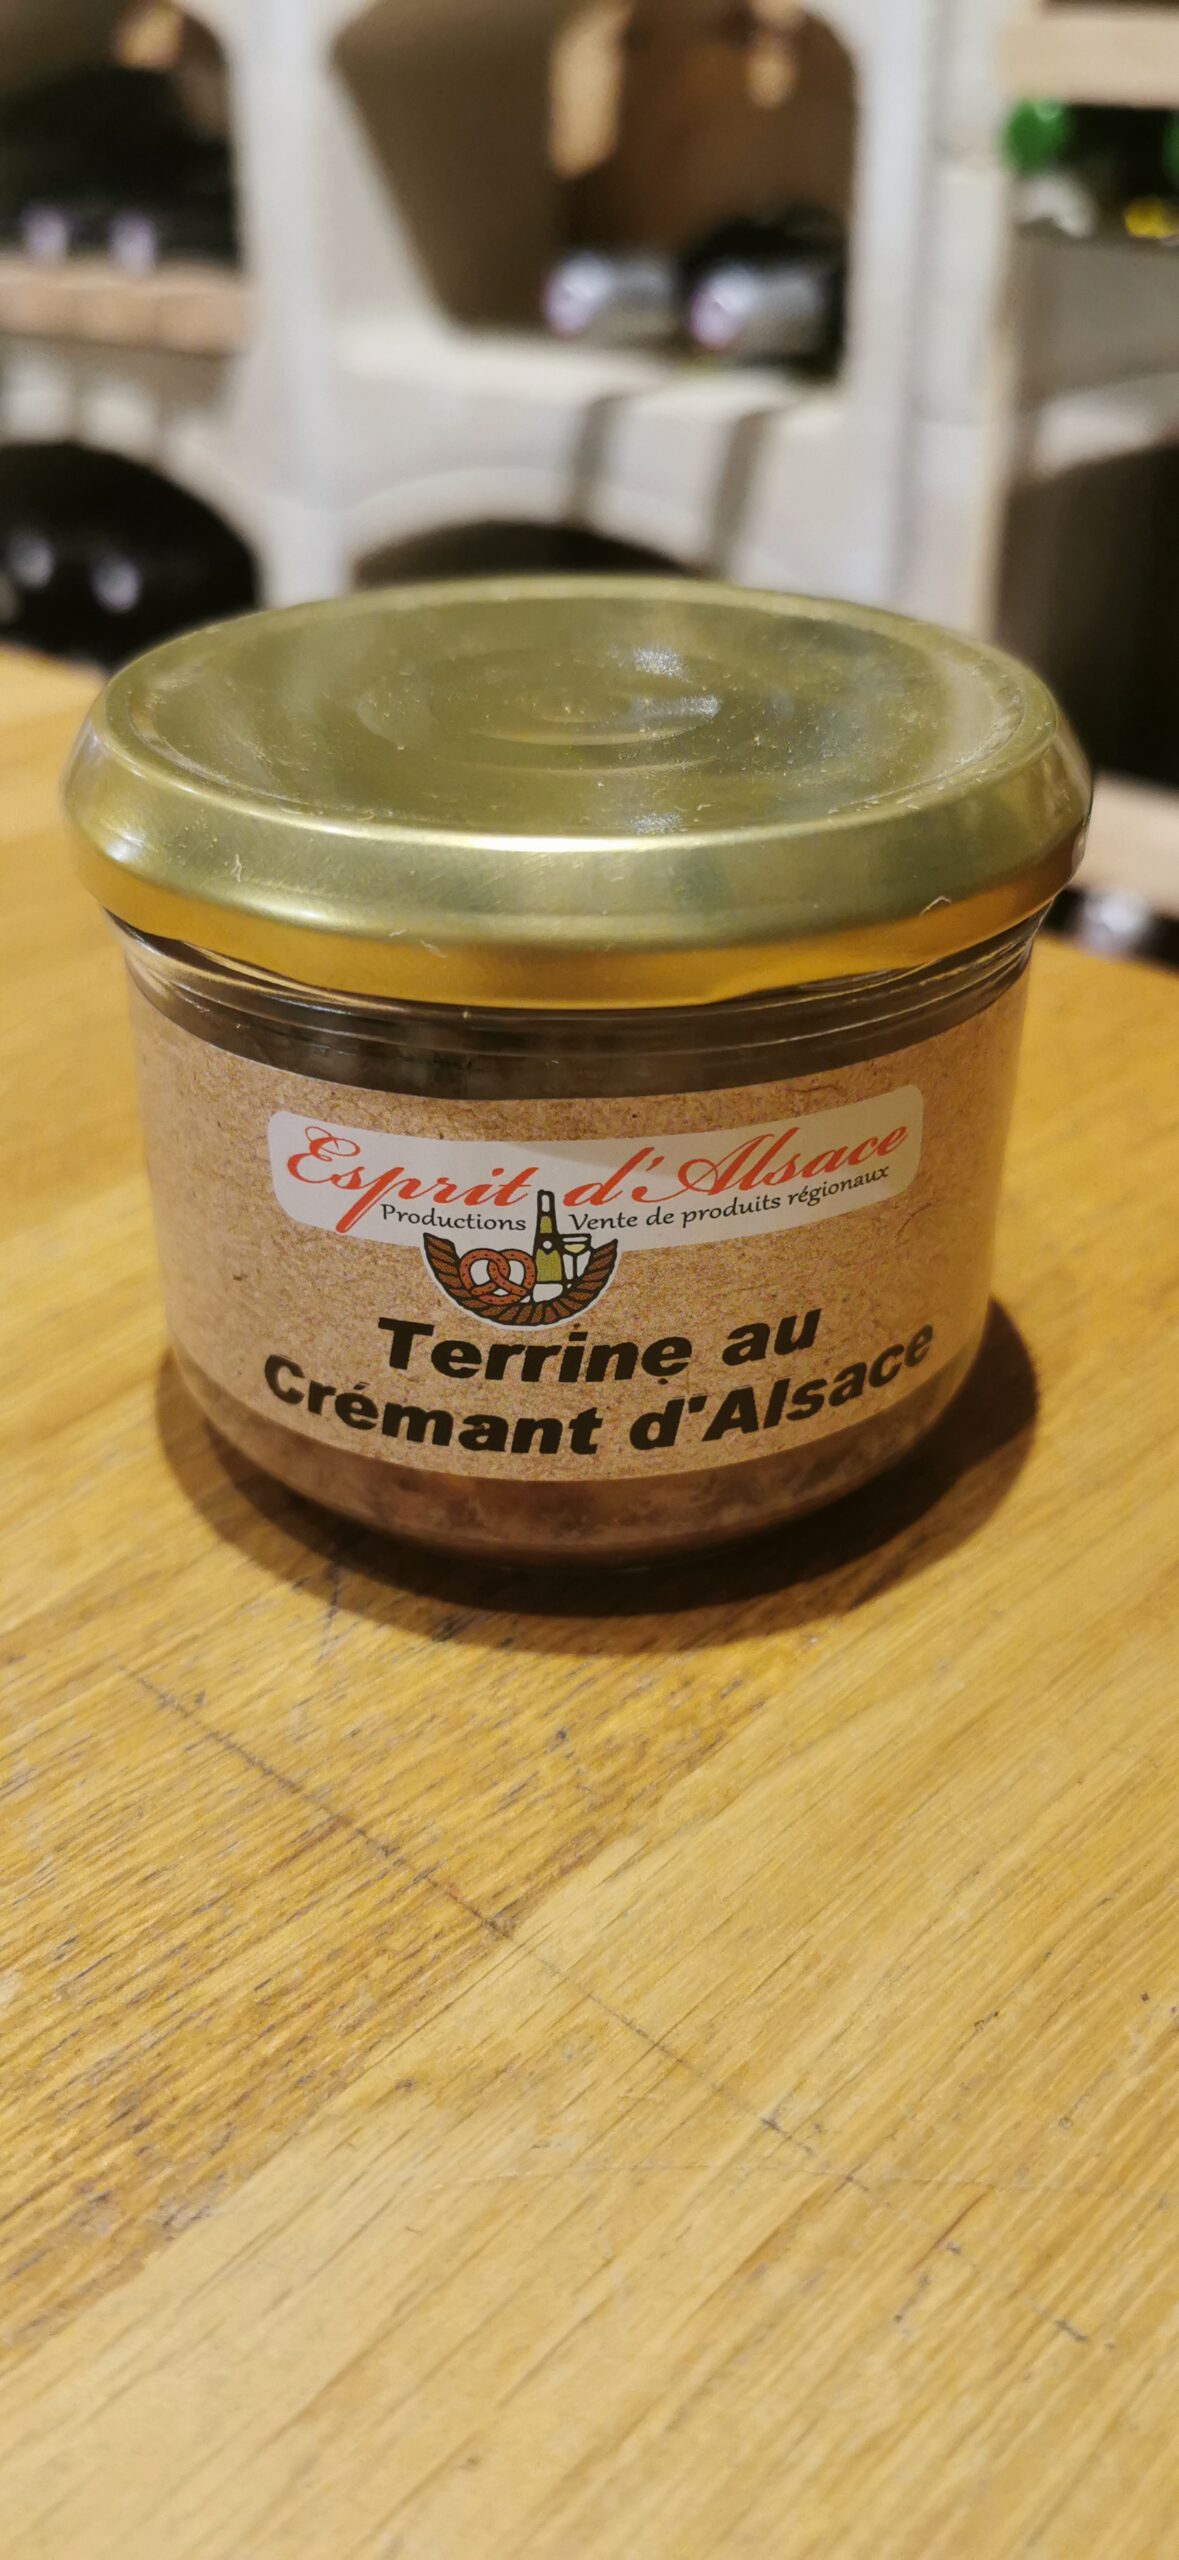 Esprit d'Alsace
Productions Vente de produits régionaux
Terrine au
Crémant d'Alsace